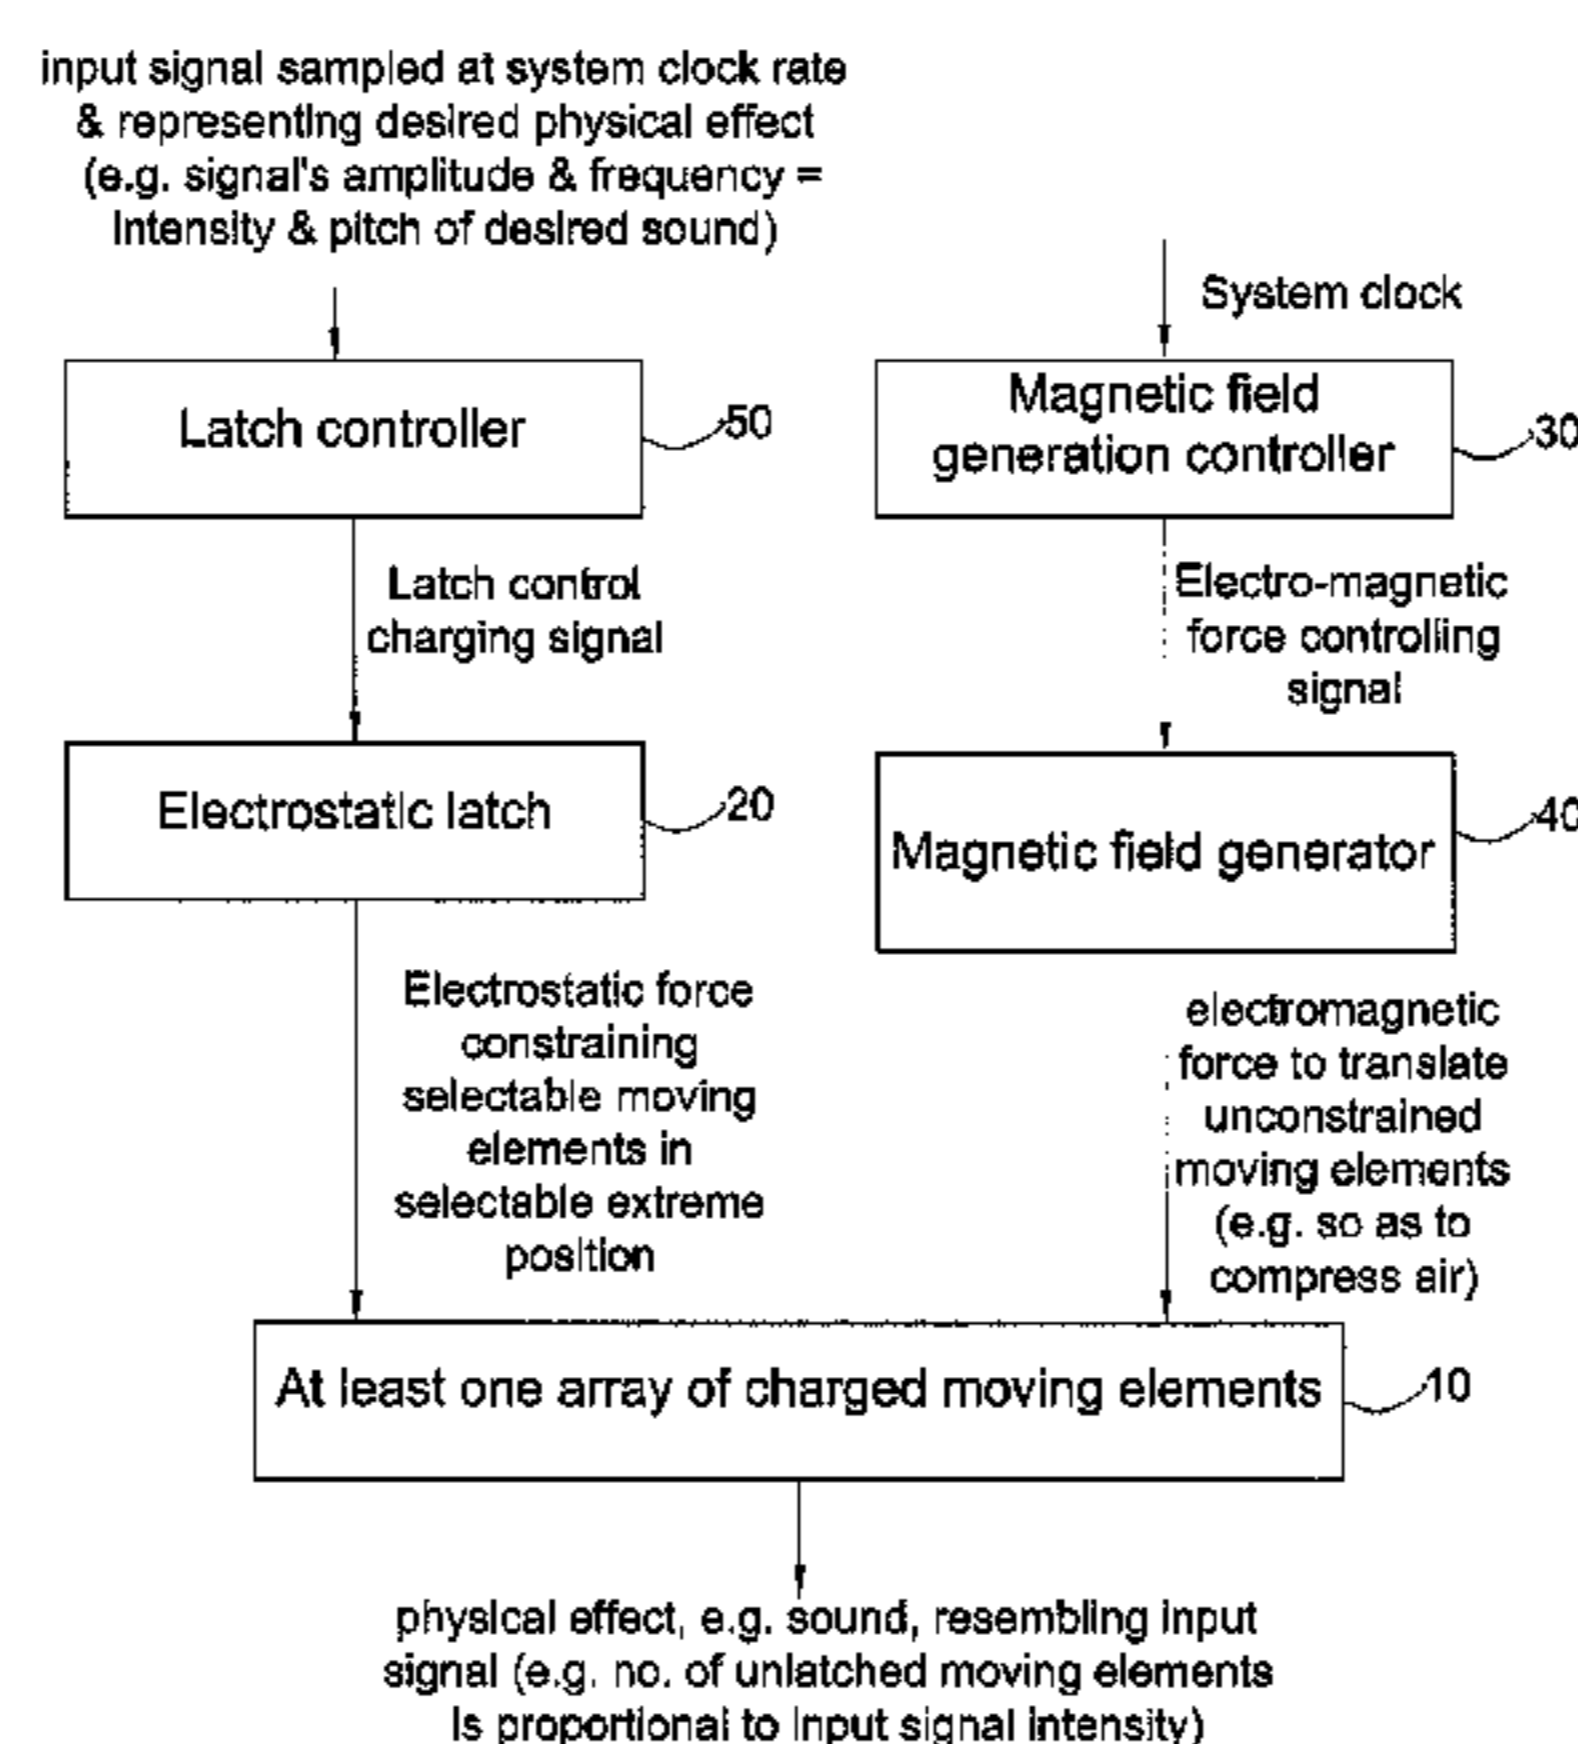 input signal sampled at system clock rate
& representing desired physical effect
(e.g. signal's amplitude & frequency =
Intensity & pitch of desired sound)
System clock
Latch controller
50
Magnetic field
generation controller
30
Latch control
charging signal
Electro-magnetic
force controlling
signal
Electrostatic latch
20
Magnetic field generator
40
Electrostatic force
constraining
selectable moving
elements in
selectable extreme
position
electromagnetic
force to translate
unconstrained
moving elements
(e.g. so as to
compress air)
At least one array of charged moving elements
10
physical effect, e.g. sound, resembling input
signal (e.g. no. of unlatched moving elements
Is proportional to Input signal intensity)